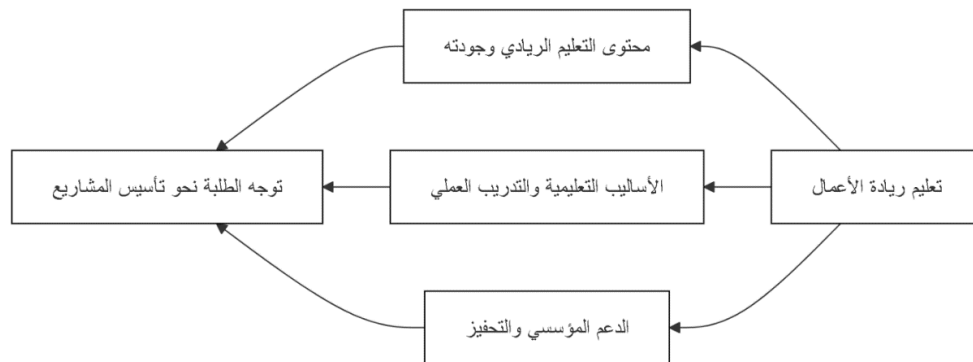 محتوى التعليم الريادي وجودته
تعليم ريادة الأعمال
الأساليب التعليمية والتدريب العملي
توجه الطلبة نحو تأسيس المشاريع
الدعم المؤسسي والتحفيز